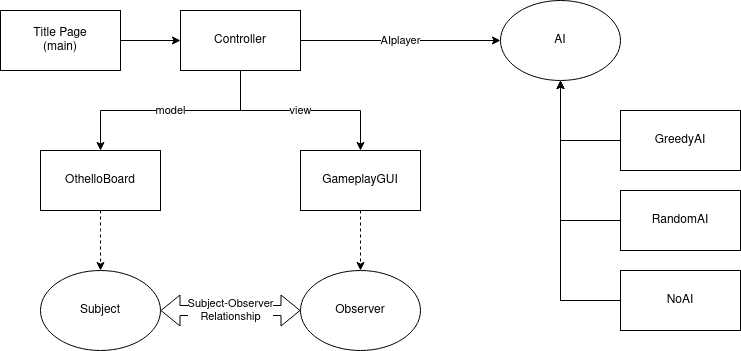 Title Page
(main)
Controller
AIplayer
AI
model
view
GreedyAI
OthelloBoard
GameplayGUI
RandomAI
Subject
Subject-Observer
Relationship
Observer
NoAI